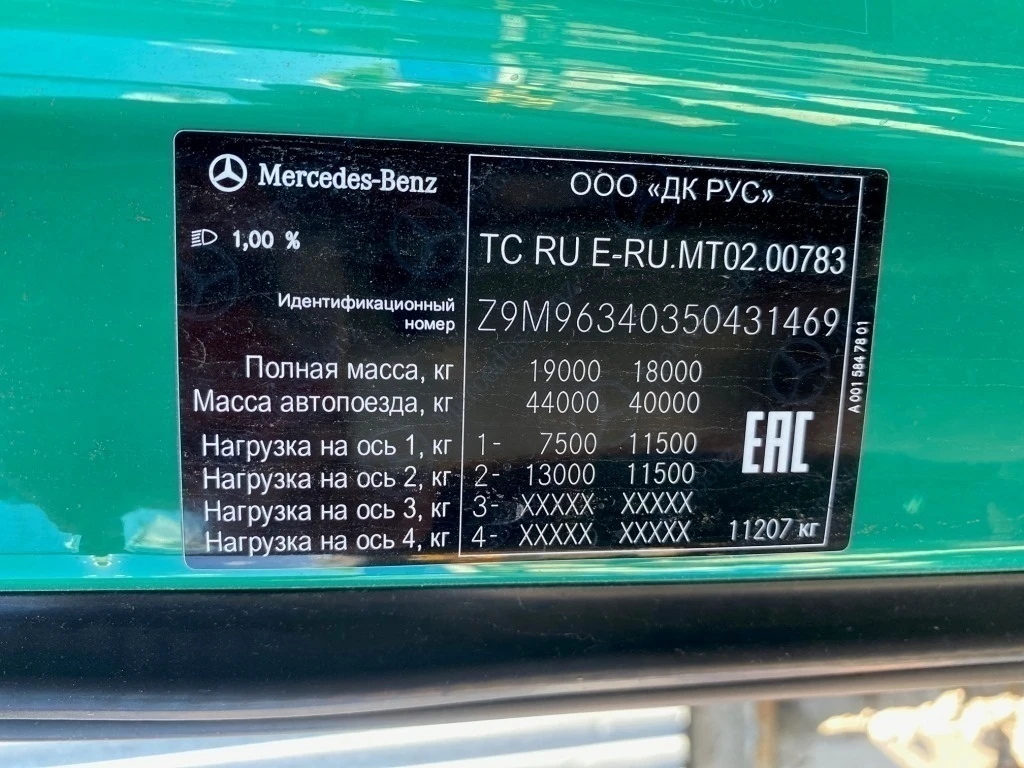 Mercedes-Benz
ООО «ДК РУС»
1,00 %
ТС RU Е-RU.МТ02.00783
Идентификационный
номер
Z9M96340350431469
Полная масса, кг 19000 18000
Масса автопоезда, кг 44000 40000
Нагрузка на ось 1, кг 1- 7500 11500
Нагрузка на ось 2, кг 2- 13000 11500
Нагрузка на ось 3, кг 3- XXXXX XXXXX
Нагрузка на ось 4, кг 4- XXXXX XXXXX
EAC
11207 кг
A 001 584 78 01